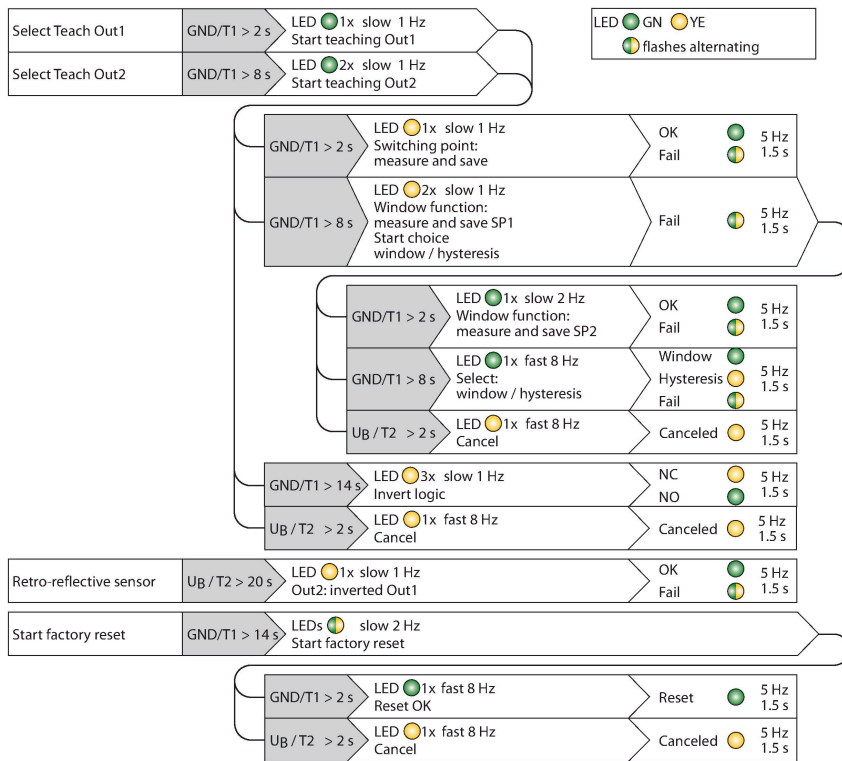 LED GN YE
flashes alternating
Select Teach Out1 GND/T1 > 2 s LED 1x slow 1 Hz
Start teaching Out1
Select Teach Out2 GND/T1 > 8 s LED 2x slow 1 Hz
Start teaching Out2
GND/T1 > 2 s LED 1x slow 1 Hz
Switching point:
measure and save
OK
Fail
5 Hz
1.5 s
GND/T1 > 8 s LED 2x slow 1 Hz
Window function:
measure and save SP1
Start choice
window / hysteresis
Fail
5 Hz
1.5 s
GND/T1 > 2 s LED 1x slow 2 Hz
Window function:
measure and save SP2
OK
Fail
5 Hz
1.5 s
GND/T1 > 8 s LED 1x fast 8 Hz
Select:
window / hysteresis
Window
Hysteresis
Fail
5 Hz
1.5 s
UB / T2 > 2 s LED 1x fast 8 Hz
Cancel
Canceled
5 Hz
1.5 s
GND/T1 > 14 s LED 3x slow 1 Hz
Invert logic
NC
NO
5 Hz
1.5 s
UB / T2 > 2 s LED 1x fast 8 Hz
Cancel
Canceled
5 Hz
1.5 s
Retro-reflective sensor UB / T2 > 20 s LED 1x slow 1 Hz
Out2: inverted Out1
OK
Fail
5 Hz
1.5 s
Start factory reset GND/T1 > 14 s LEDs slow 2 Hz
Start factory reset
GND/T1 > 2 s LED 1x fast 8 Hz
Reset OK
Reset
5 Hz
1.5 s
UB / T2 > 2 s LED 1x fast 8 Hz
Cancel
Canceled
5 Hz
1.5 s